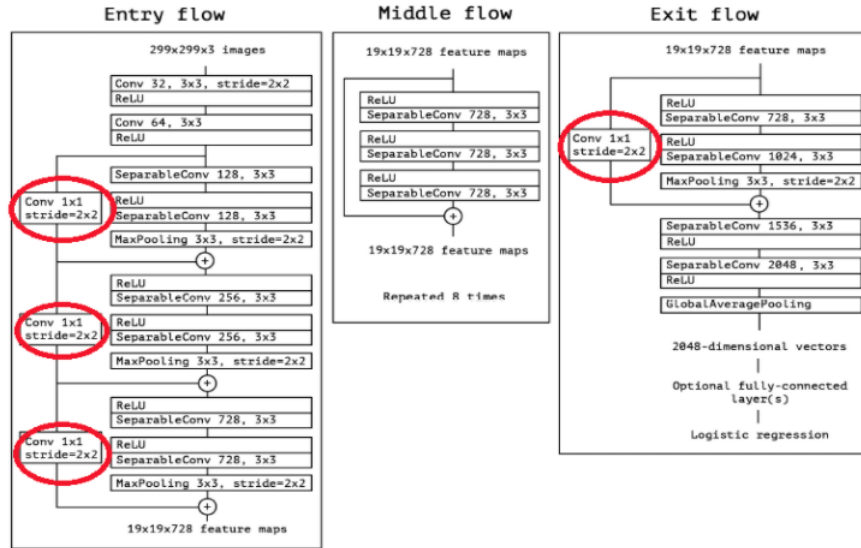 Entry flow
299x299x3 images
Conv 32, 3x3, stride=2x2
ReLU
Conv 64, 3x3
ReLU
SeparableConv 128, 3x3
Conv 1x1
stride=2x2
ReLU
SeparableConv 128, 3x3
MaxPooling 3x3, stride=2x2
+
ReLU
SeparableConv 256, 3x3
Conv 1x1
stride=2x2
ReLU
SeparableConv 256, 3x3
MaxPooling 3x3, stride=2x2
+
ReLU
SeparableConv 728, 3x3
Conv 1x1
stride=2x2
ReLU
SeparableConv 728, 3x3
MaxPooling 3x3, stride=2x2
+
19x19x728 feature maps
Middle flow
19x19x728 feature maps
ReLU
SeparableConv 728, 3x3
ReLU
SeparableConv 728, 3x3
ReLU
SeparableConv 728, 3x3
+
19x19x728 feature maps
Repeated 8 times
Exit flow
19x19x728 feature maps
ReLU
SeparableConv 728, 3x3
Conv 1x1
stride=2x2
ReLU
SeparableConv 1024, 3x3
MaxPooling 3x3, stride=2x2
+
SeparableConv 1536, 3x3
ReLU
SeparableConv 2048, 3x3
ReLU
GlobalAveragePooling
2048-dimensional vectors
Optional fully-connected
layer(s)
Logistic regression